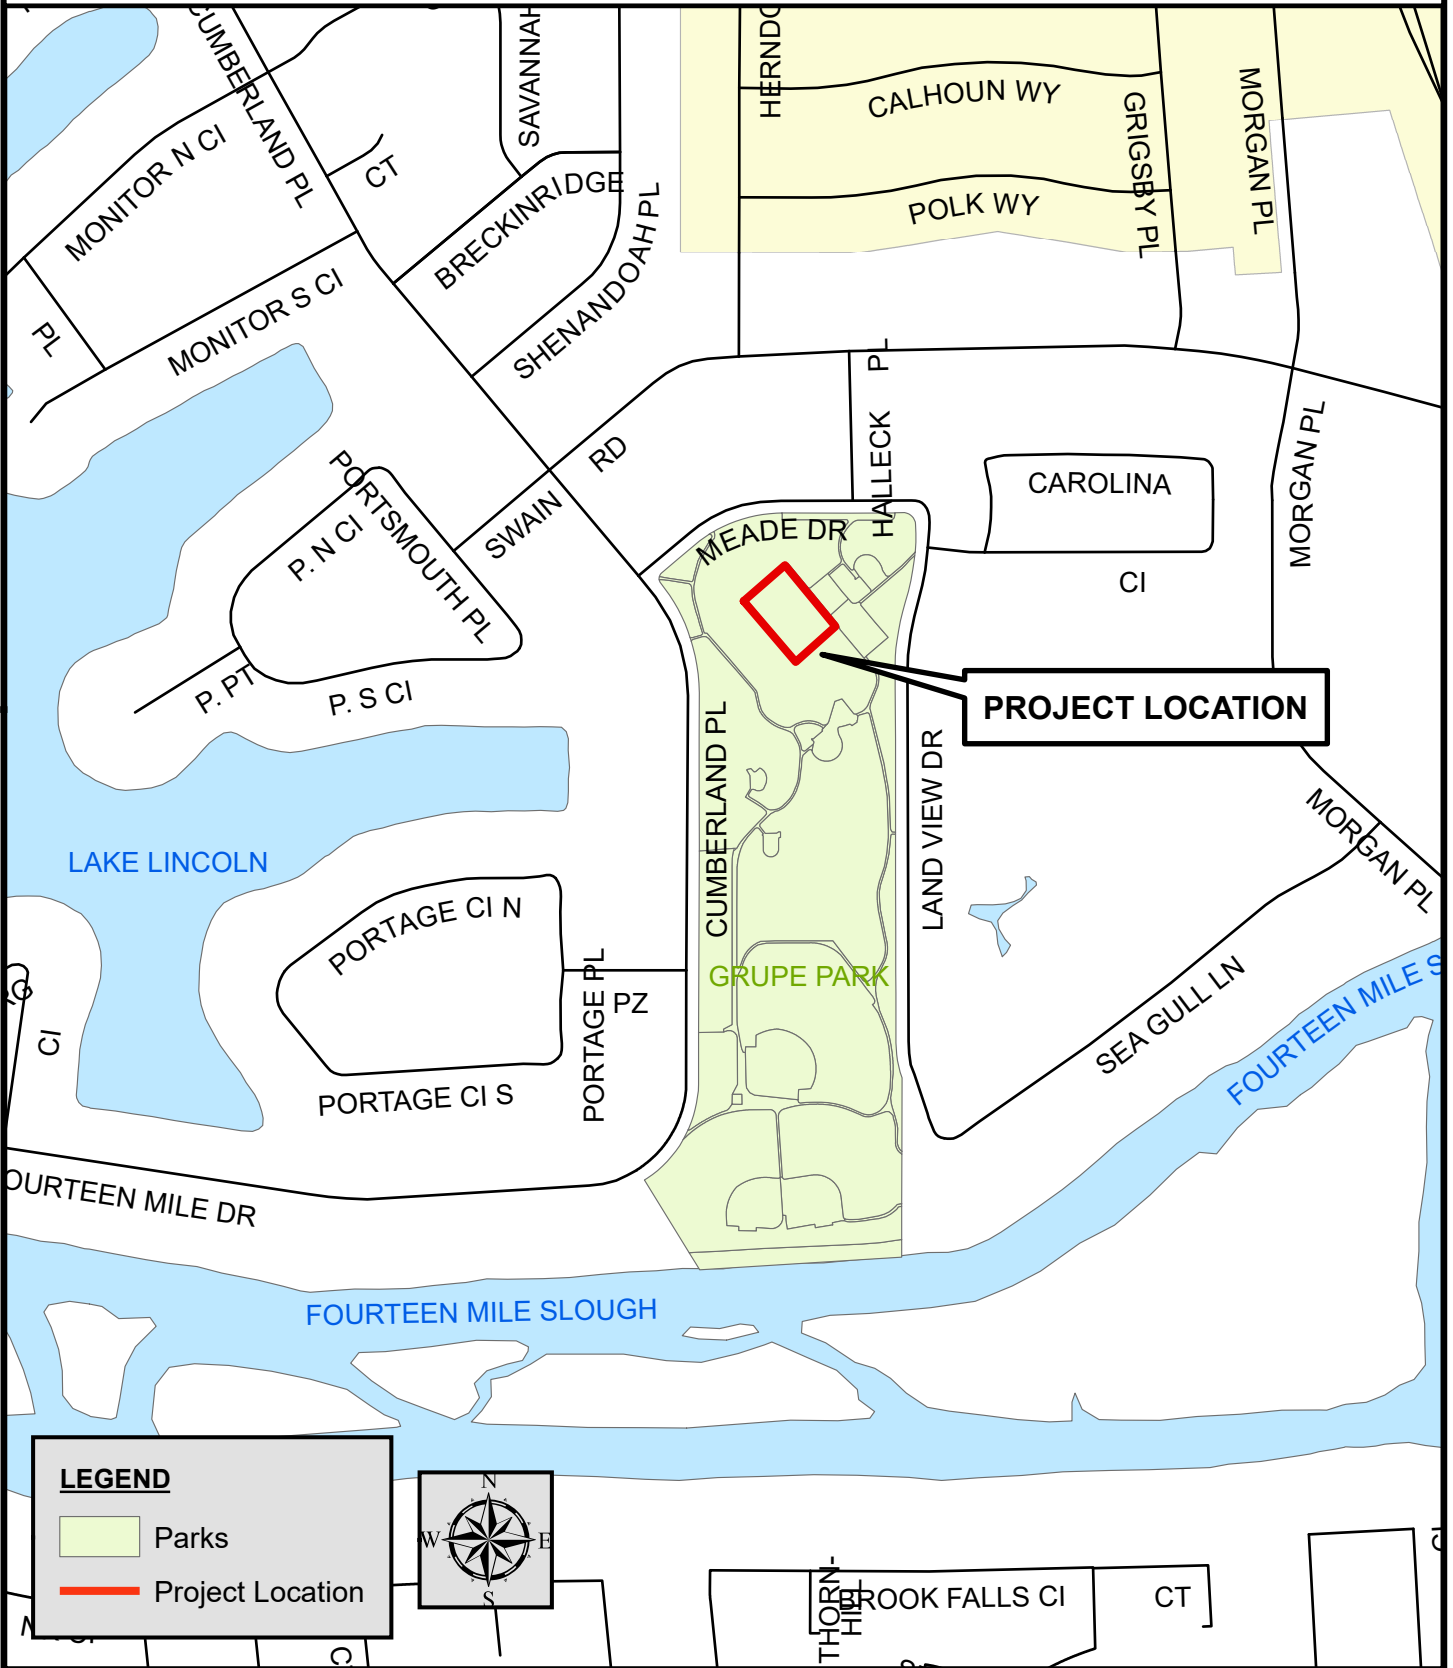 CUMBERLAND PL
SAVANNAH
CALHOUN WY
GRIGSBY PL
MORGAN PL
MONITOR N CI
CT
BRECKINRIDGE
POLK WY
SHENANDOAH PL
PL
MONITOR S CI
HALLECK PL
SWAIN RD
PORTSMOUTH PL
CAROLINA
CI
MORGAN PL
MEADE DR
P. N CI
P. PT
P. S CI
PROJECT LOCATION
CUMBERLAND PL
LAND VIEW DR
MORGAN PL
LAKE LINCOLN
PORTAGE CI N
GRUPE PARK
PORTAGE PL
PZ
CI
SEA GULL LN
FOURTEEN MILE S
PORTAGE CI S
OURTEEN MILE DR
FOURTEEN MILE SLOUGH
LEGEND
Parks
Project Location
N
W
E
S
THORN-
HILL
BROOK FALLS CI
CT